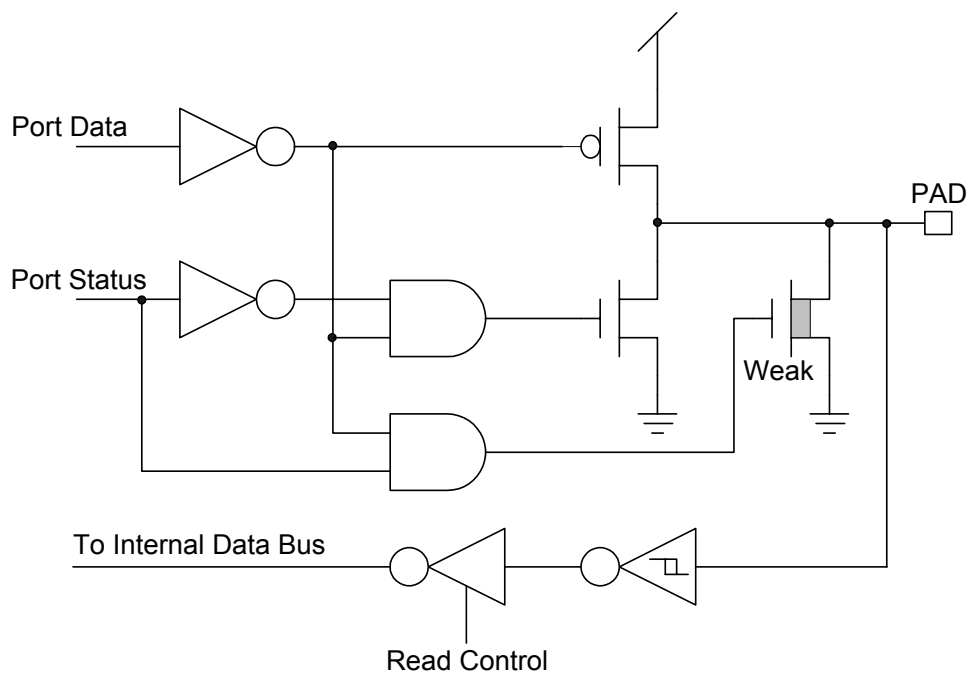 Port Data
PAD
Port Status
Weak
To Internal Data Bus
Read Control